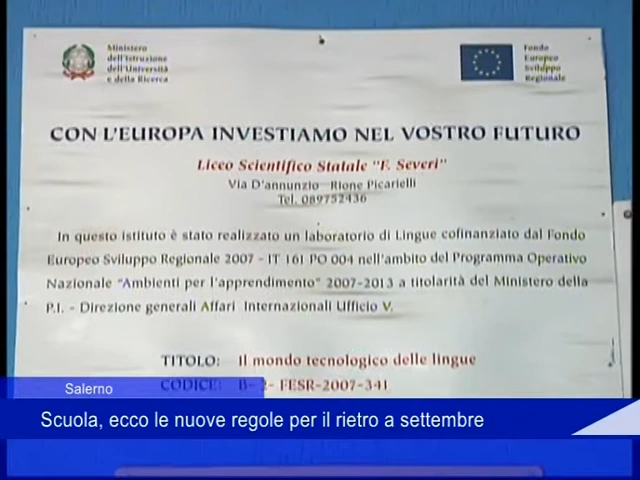 Ministero
dell'Istruzione
dell'Università
e della Ricerca
Fondo
Europeo
Sviluppo
Regionale
CON L'EUROPA INVESTIAMO NEL VOSTRO FUTURO
Liceo Scientifico Statale "F. Severi"
Via D'annunzio Rione Picarielli
Tel. 089752436
In questo istituto è stato realizzato un laboratorio di Lingue cofinanziato dal Fondo
Europeo Sviluppo Regionale 2007 - IT 161 PO 004 nell'ambito del Programma Operativo
Nazionale "Ambienti per l'apprendimento" 2007-2013 a titolarità del Ministero della
P.I. - Direzione generali Affari Internazionali Ufficio V.
TITOLO: Il mondo tecnologico delle lingue
CODICE: B-2- FESR-2007-341
Salerno
Scuola, ecco le nuove regole per il rietro a settembre